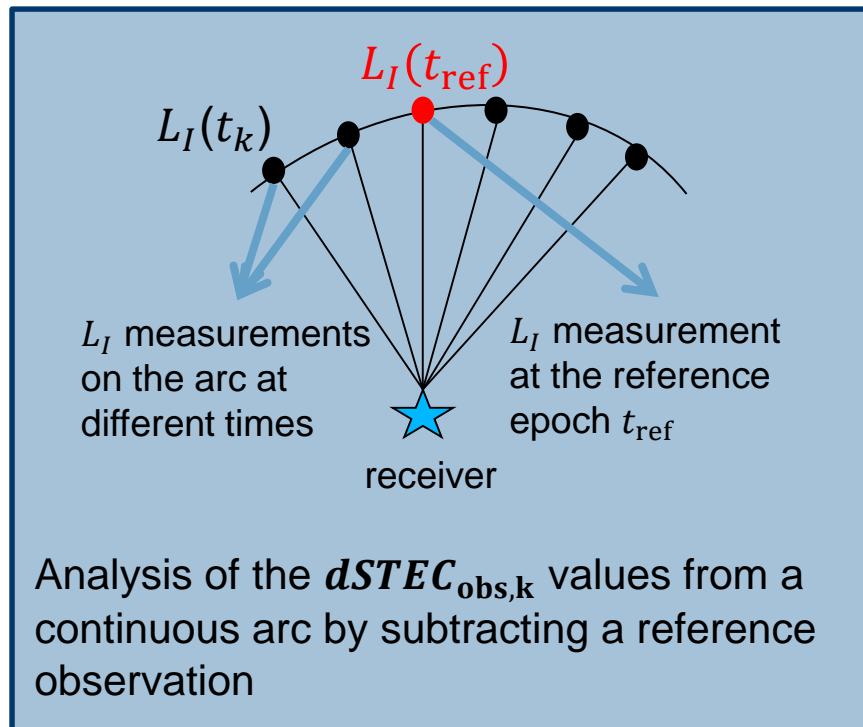 L_I(t_ref)
L_I(t_k)
L_I measurements
on the arc at
different times
L_I measurement
at the reference
epoch t_ref
receiver
Analysis of the dSTEC_obs,k values from a
continuous arc by subtracting a reference
observation